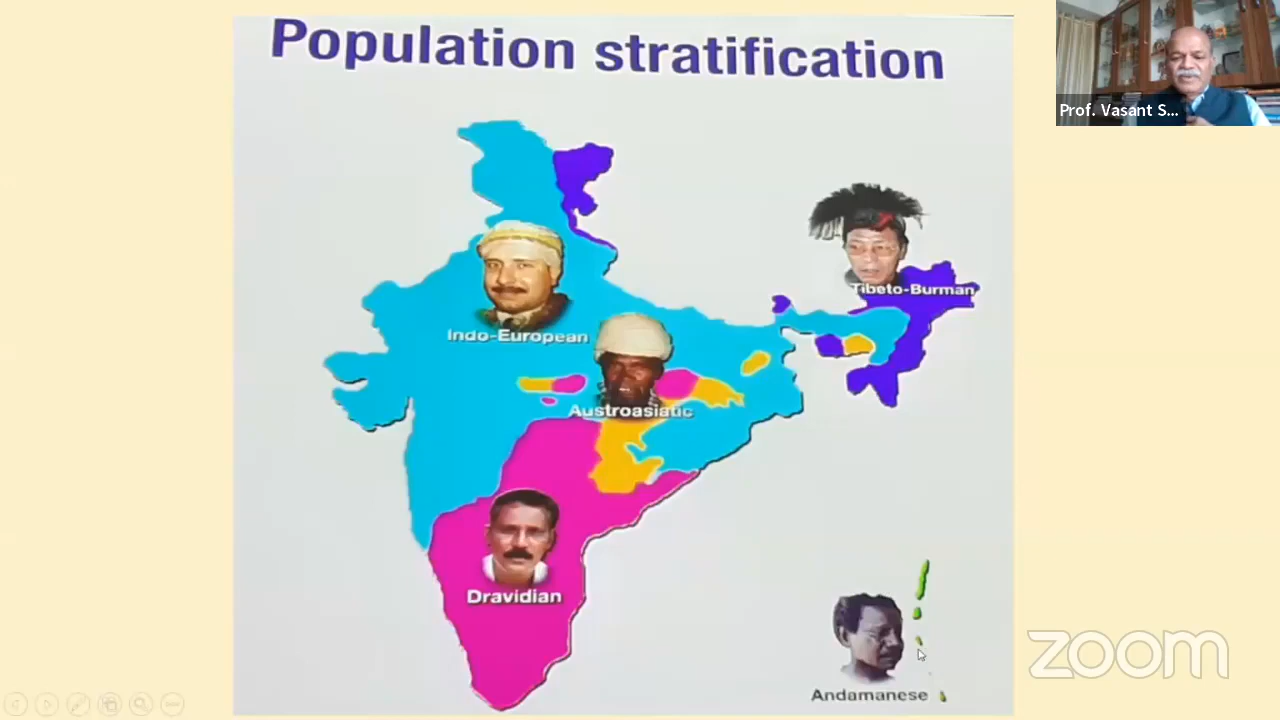 Population stratification
Prof. Vasant S...
Tibeto-Burman
Indo-European
Austroasiatic
Dravidian
Andamanese
zoom